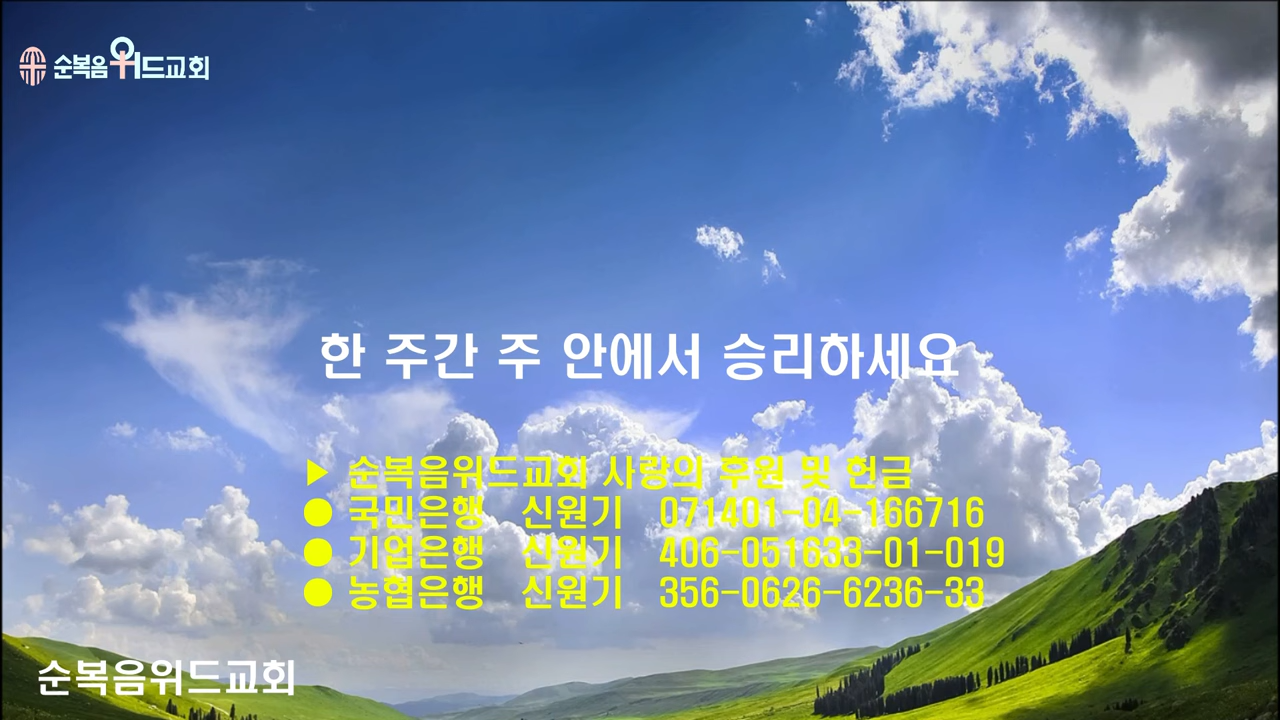 순복음워드교회
한 주간 주 안에서 승리하세요
▶ 순복음위드교회 사랑의 후원 및 헌금
● 국민은행 신원기 071401-04-166716
● 기업은행 신원기 406-051633-01-019
● 농협은행 신원기 356-0626-6236-33
순복음위드교회